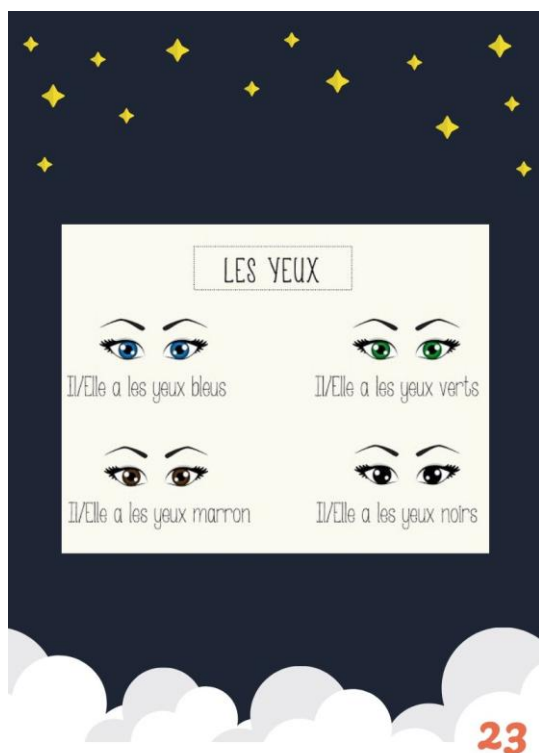 LES YEUX
Il/Elle a les yeux bleus
Il/Elle a les yeux verts
Il/Elle a les yeux marron
Il/Elle a les yeux noirs
23